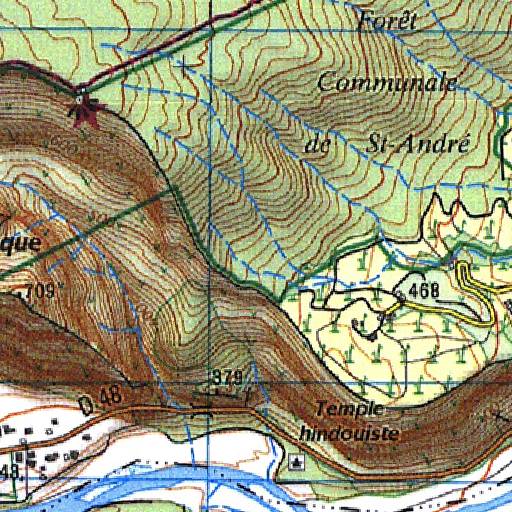 Forêt
Communale
de St-André
que
709
468
379
D 48
Temple
hindouiste
48